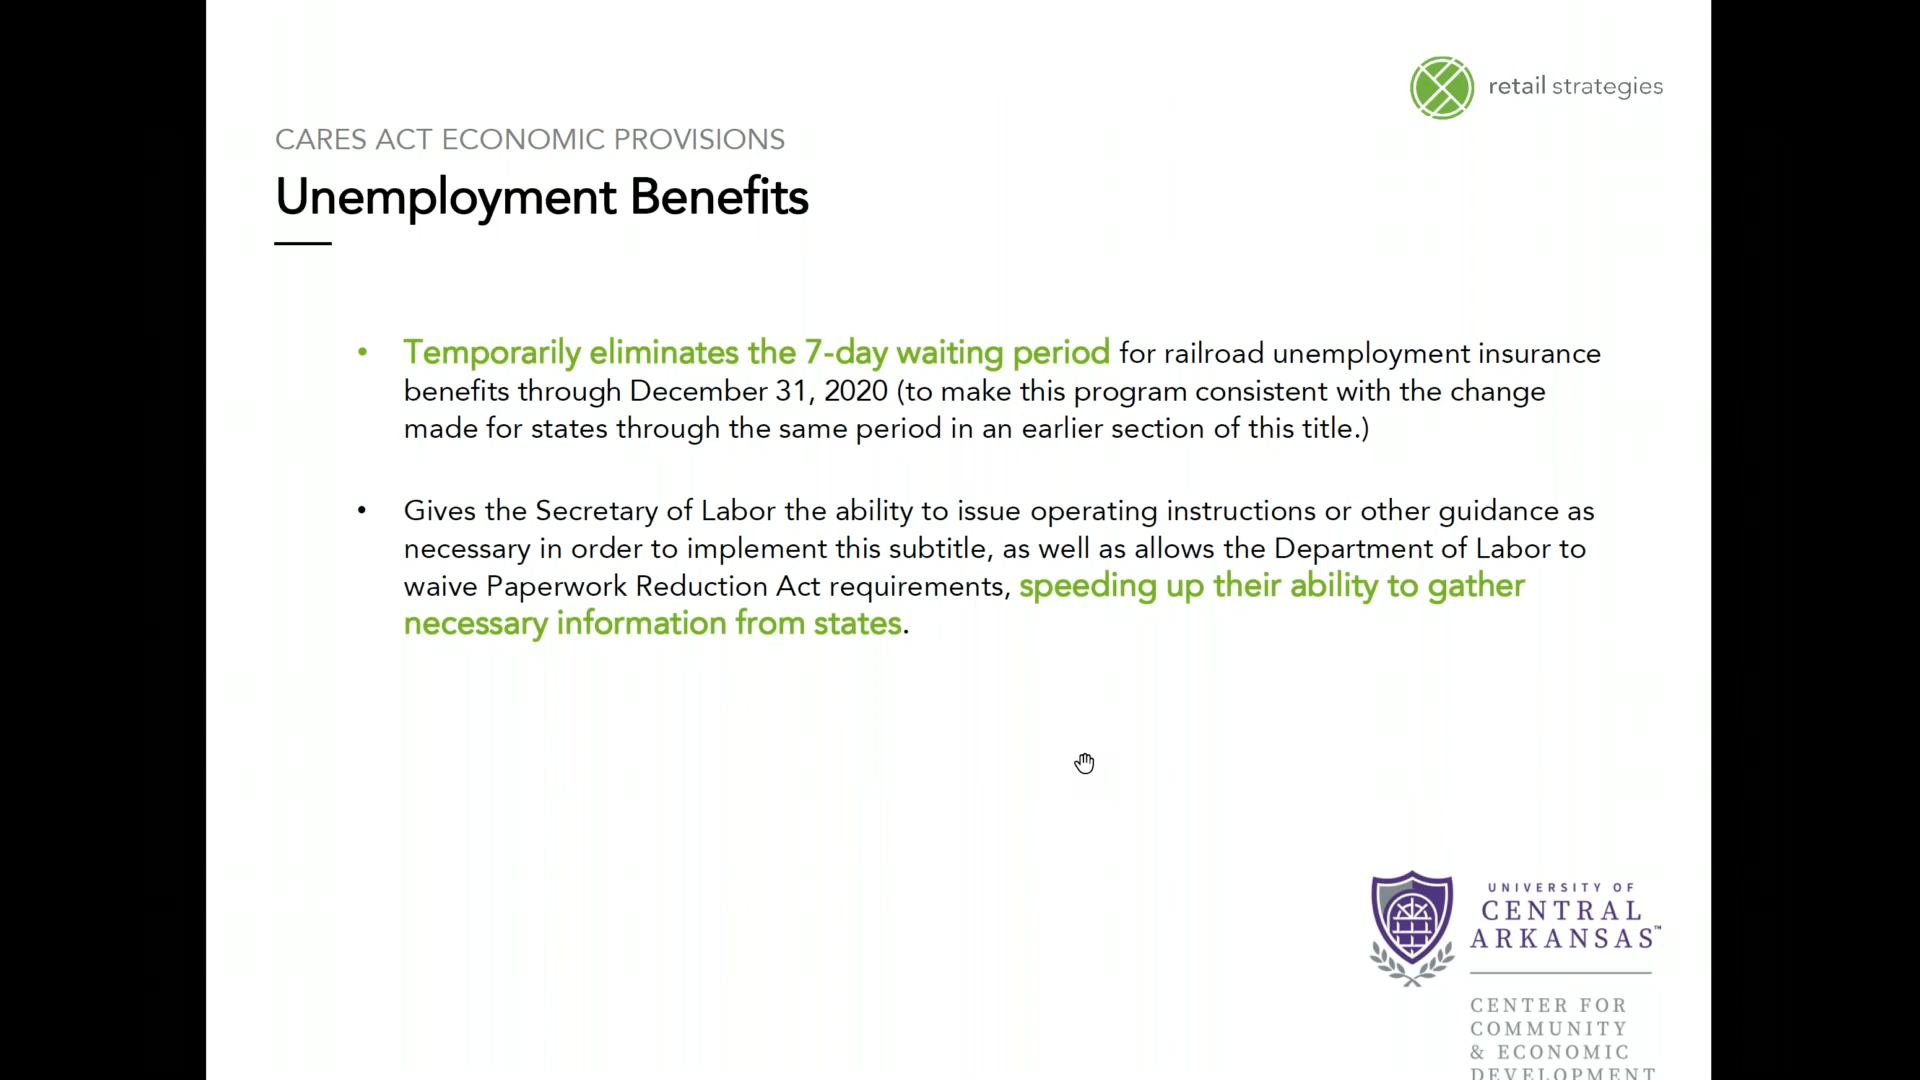 retail strategies
CARES ACT ECONOMIC PROVISIONS
Unemployment Benefits
• Temporarily eliminates the 7-day waiting period for railroad unemployment insurance
benefits through December 31, 2020 (to make this program consistent with the change
made for states through the same period in an earlier section of this title.)
• Gives the Secretary of Labor the ability to issue operating instructions or other guidance as
necessary in order to implement this subtitle, as well as allows the Department of Labor to
waive Paperwork Reduction Act requirements, speeding up their ability to gather
necessary information from states.
UNIVERSITY OF
CENTRAL
ARKANSAS™
CENTER FOR
COMMUNITY
& ECONOMIC
DEVELOPMENT